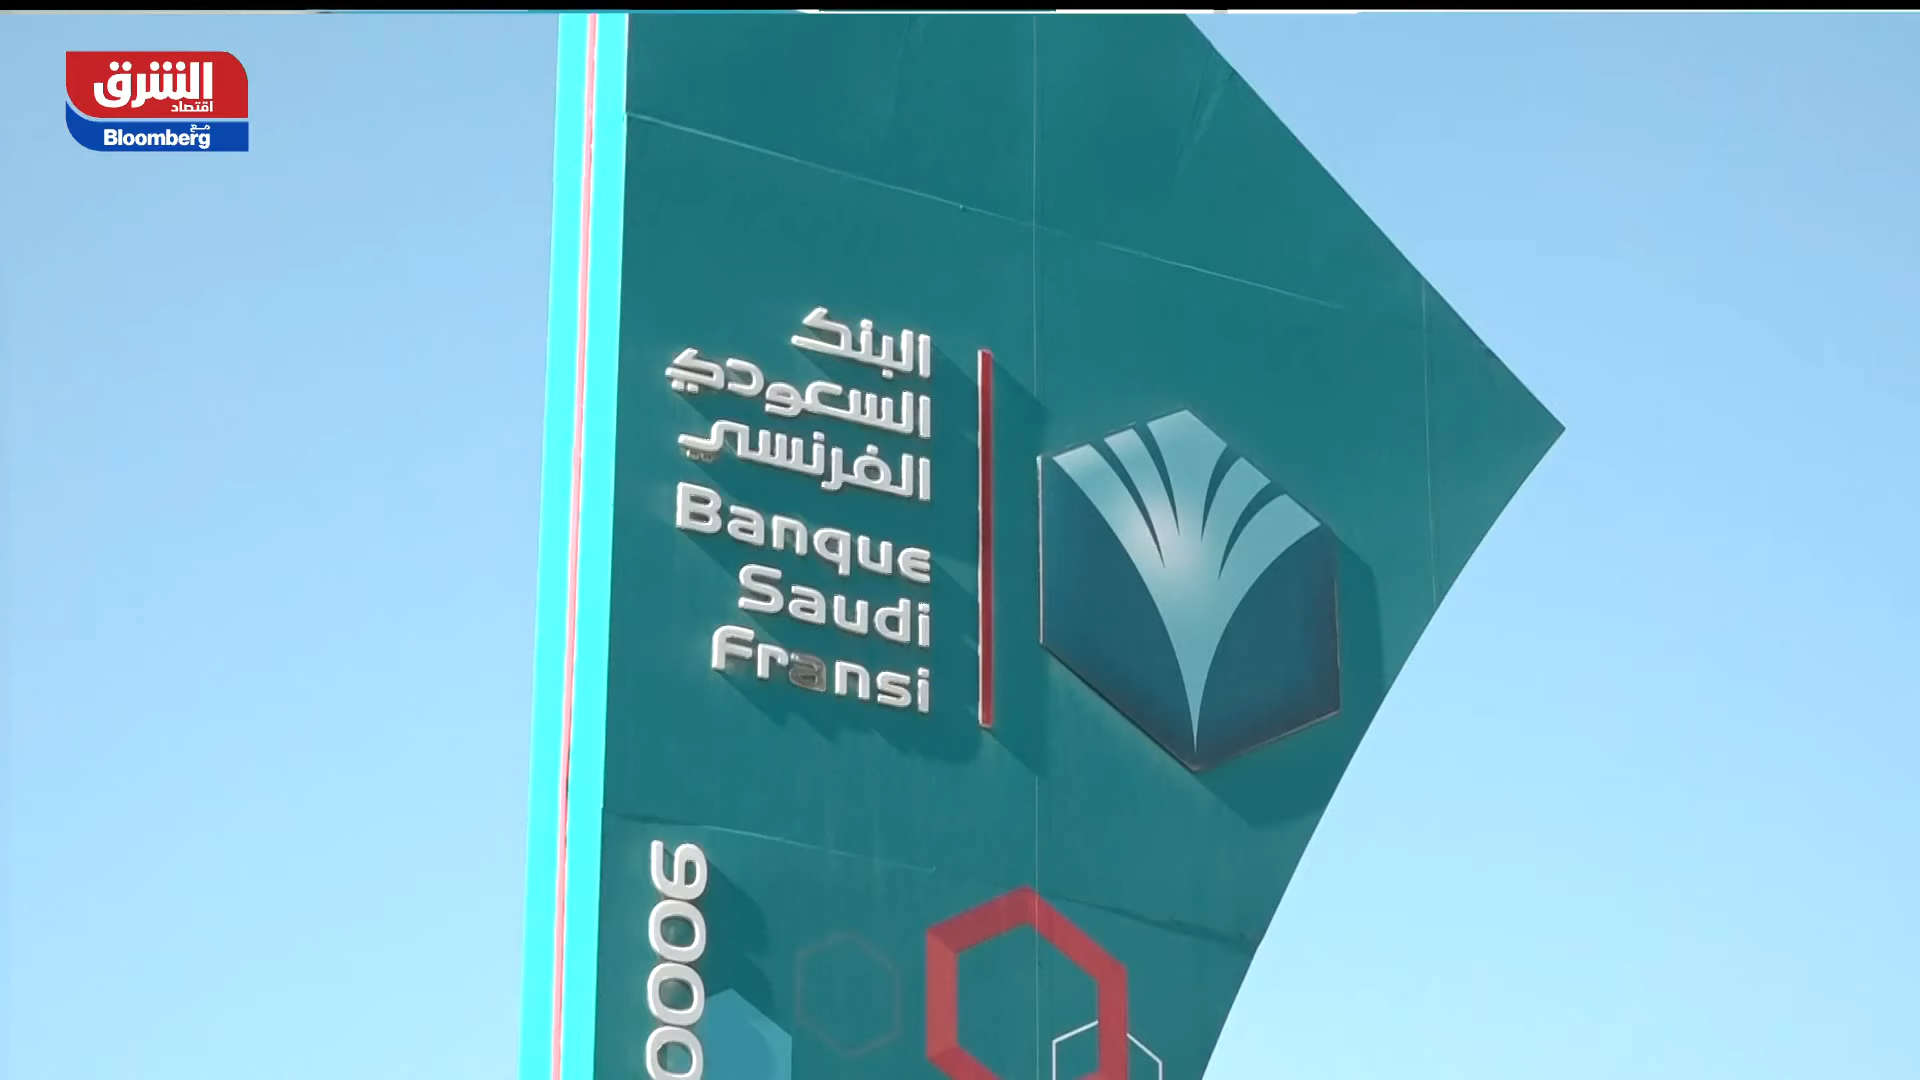 الشرق
اقتصاد
مع
Bloomberg
البنك
السعودي
الفرنسي
Banque
Saudi
Fransi
9000